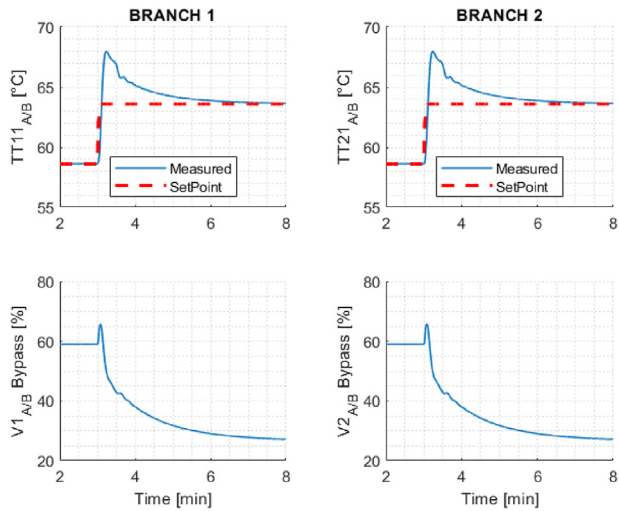 BRANCH 1
BRANCH 2
70
65
60
55
TT11A/B [°C]
Measured
SetPoint
2
4
6
8
70
65
60
55
TT21A/B [°C]
Measured
SetPoint
2
4
6
8
80
60
40
20
V1A/B Bypass [%]
2
4
6
8
Time [min]
80
60
40
20
V2A/B Bypass [%]
2
4
6
8
Time [min]